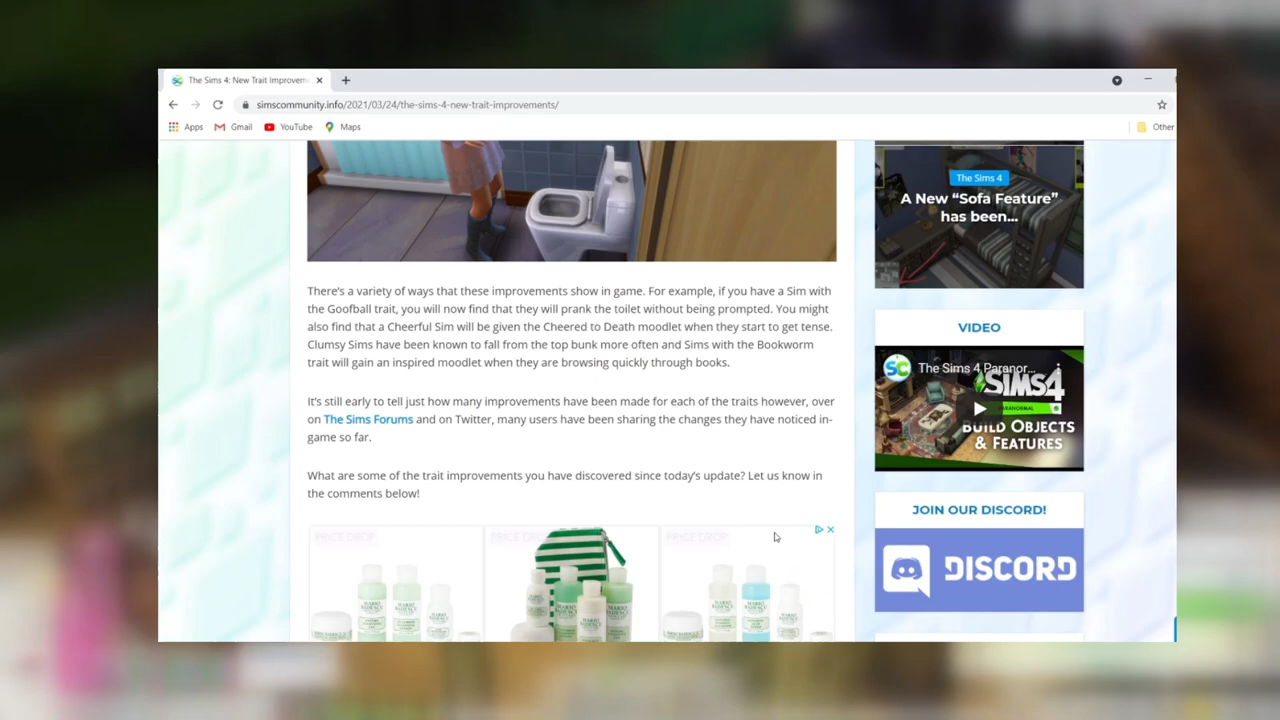 The Sims 4: New Trait Improvem
simscommunity.info/2021/03/24/the-sims-4-new-trait-improvements/
Apps Gmail YouTube Maps Other
There's a variety of ways that these improvements show in game. For example, if you have a Sim with
the Goofball trait, you will now find that they will prank the toilet without being prompted. You might
also find that a Cheerful Sim will be given the Cheered to Death moodlet when they start to get tense.
Clumsy Sims have been known to fall from the top bunk more often and Sims with the Bookworm
trait will gain an inspired moodlet when they are browsing quickly through books.
It's still early to tell just how many improvements have been made for each of the traits however, over
on The Sims Forums and on Twitter, many users have been sharing the changes they have noticed in-
game so far.
What are some of the trait improvements you have discovered since today's update? Let us know in
the comments below!
PRICE DROP
PRICE DROP
PRICE DROP
The Sims 4
A New “Sofa Feature”
has been...
VIDEO
SC
The Sims 4 Paranor...
SIMS4
PARANORMAL
BUILD OBJECTS
& FEATURES
JOIN OUR DISCORD!
DISCORD